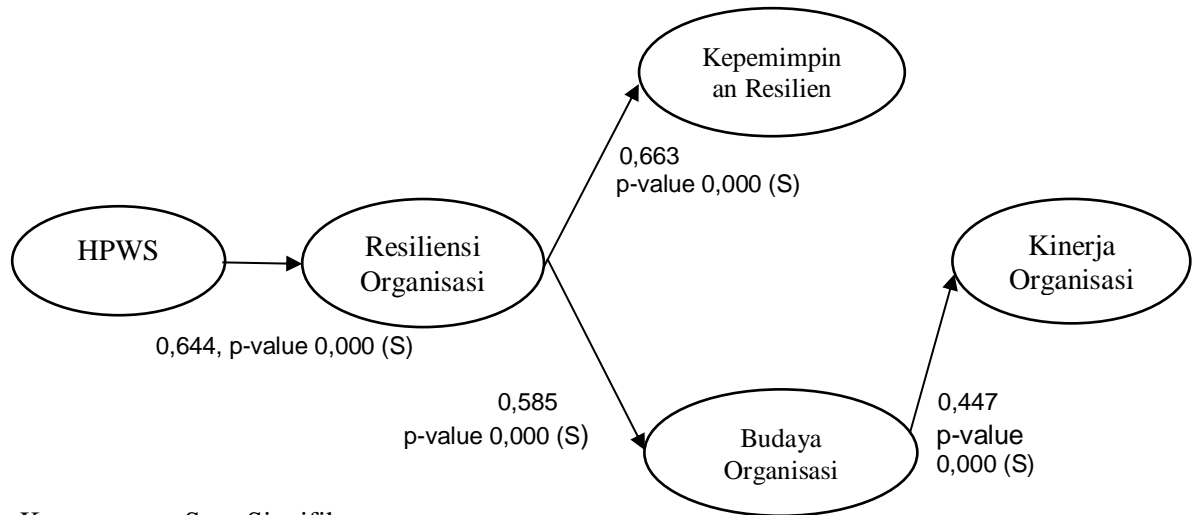 Kepemimpin
an Resilien
0,663
p-value 0,000 (S)
HPWS
Resiliensi
Organisasi
Kinerja
Organisasi
0,644, p-value 0,000 (S)
0,585
p-value 0,000 (S)
Budaya
Organisasi
0,447
p-value
0,000 (S)